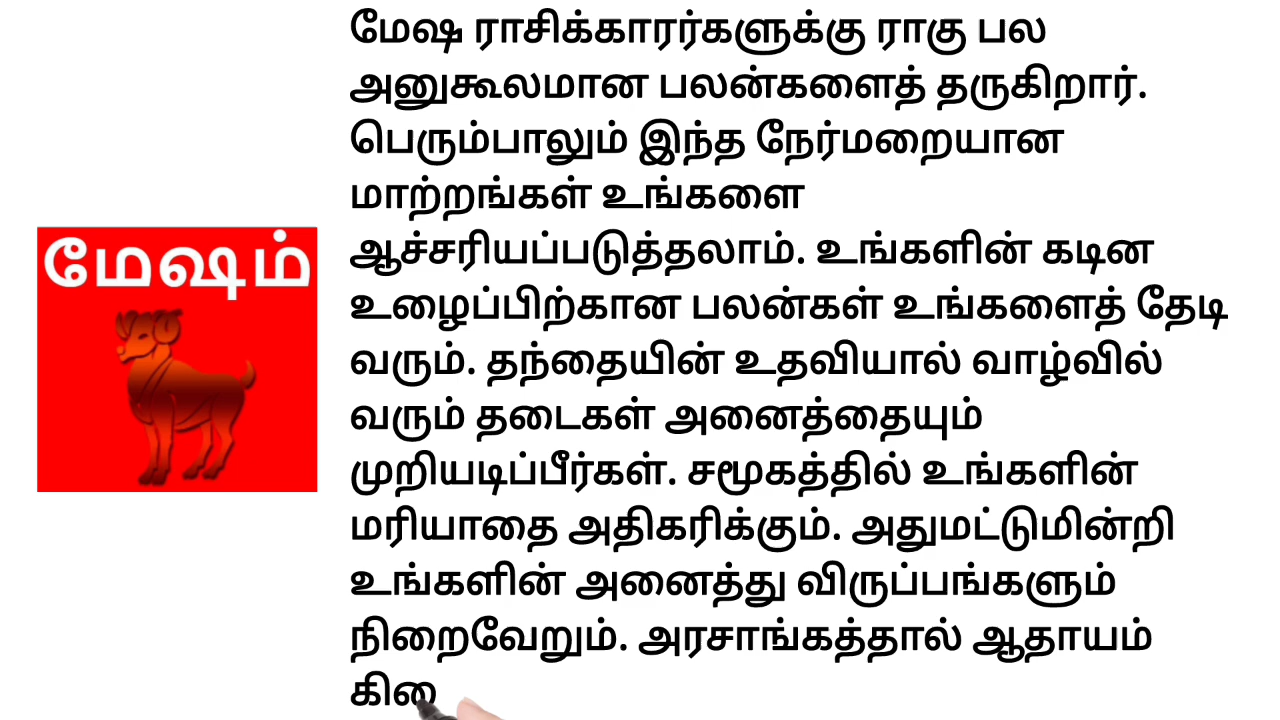 மேஷம்
மேஷ ராசிக்காரர்களுக்கு ராகு பல
அனுகூலமான பலன்களைத் தருகிறார்.
பெரும்பாலும் இந்த நேர்மறையான
மாற்றங்கள் உங்களை
ஆச்சரியப்படுத்தலாம். உங்களின் கடின
உழைப்பிற்கான பலன்கள் உங்களைத் தேடி
வரும். தந்தையின் உதவியால் வாழ்வில்
வரும் தடைகள் அனைத்தையும்
முறியடிப்பீர்கள். சமூகத்தில் உங்களின்
மரியாதை அதிகரிக்கும். அதுமட்டுமின்றி
உங்களின் அனைத்து விருப்பங்களும்
நிறைவேறும். அரசாங்கத்தால் ஆதாயம்